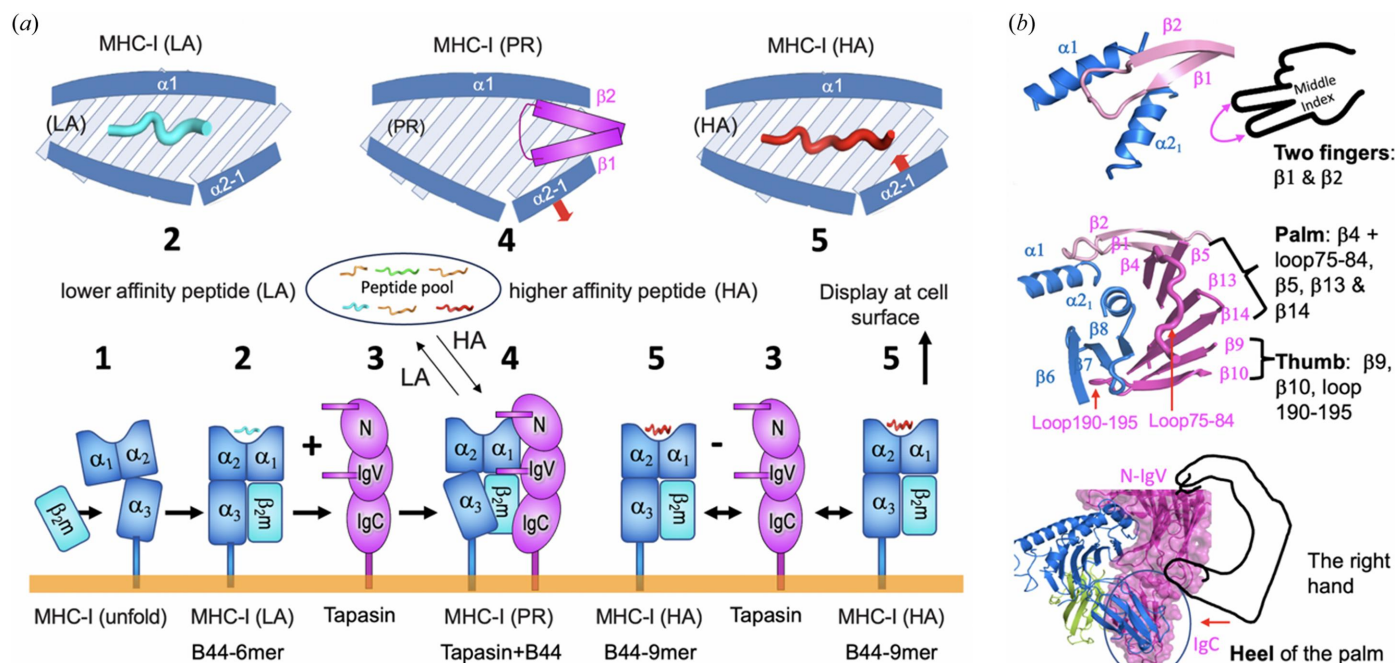 (a)
MHC-I (LA)
α1
(LA)
α2-1
2
MHC-I (PR)
α1
β2
(PR)
β1
α2-1
4
MHC-I (HA)
α1
(HA)
α2-1
5
lower affinity peptide (LA)
Peptide pool
higher affinity peptide (HA)
Display at cell
surface
HA
LA
1
2
3
4
5
3
5
+
-
α1
α2
α3
β2m
α2
α1
α3
β2m
N
IgV
IgC
α2
α1
α3
β2m
N
IgV
IgC
α2
α1
α3
β2m
N
IgV
IgC
α2
α1
α3
β2m
MHC-I (unfold)
MHC-I (LA)
B44-6mer
Tapasin
MHC-I (PR)
Tapasin+B44
MHC-I (HA)
B44-9mer
Tapasin
MHC-I (HA)
B44-9mer
(b)
β2
α1
β1
α2₁
Middle
Index
Two fingers:
β1 & β2
β2
α1
β1
β4
β5
β13
α2₁
β14
β8
β7
β9
β6
β10
Loop190-195
Loop75-84
Palm: β4 +
loop75-84,
β5, β13 &
β14
Thumb: β9,
β10, loop
190-195
N-IgV
The right
hand
IgC
Heel of the palm